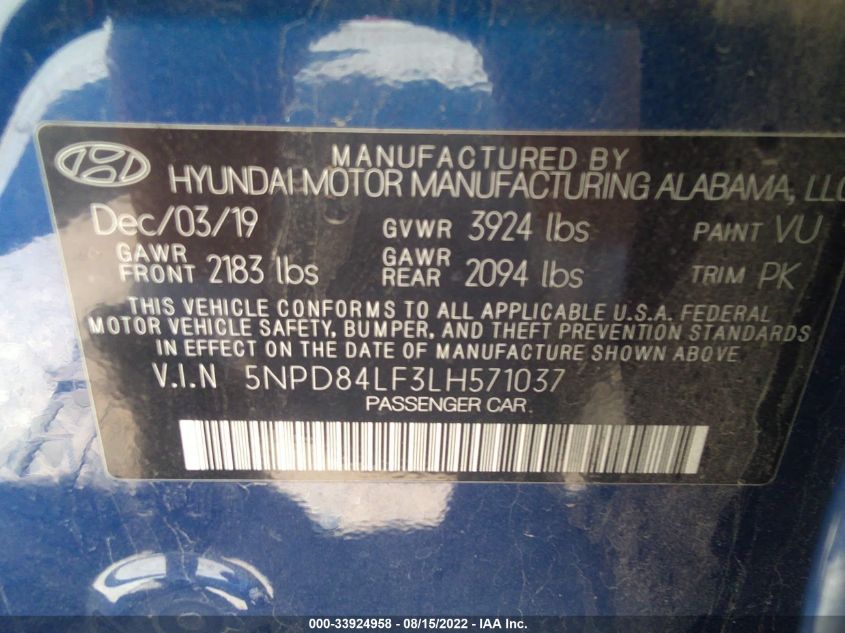 MANUFACTURED BY
HYUNDAI MOTOR MANUFACTURING ALABAMA, LLC
Dec/03/19 GVWR 3924 lbs PAINT VU
GAWR FRONT 2183 lbs GAWR REAR 2094 lbs TRIM PK
THIS VEHICLE CONFORMS TO ALL APPLICABLE U.S.A. FEDERAL
MOTOR VEHICLE SAFETY, BUMPER, AND THEFT PREVENTION STANDARDS
IN EFFECT ON THE DATE OF MANUFACTURE SHOWN ABOVE.
V.I.N 5NPD84LF3LH571037
PASSENGER CAR
000-33924958 - 08/15/2022 - IAA Inc.